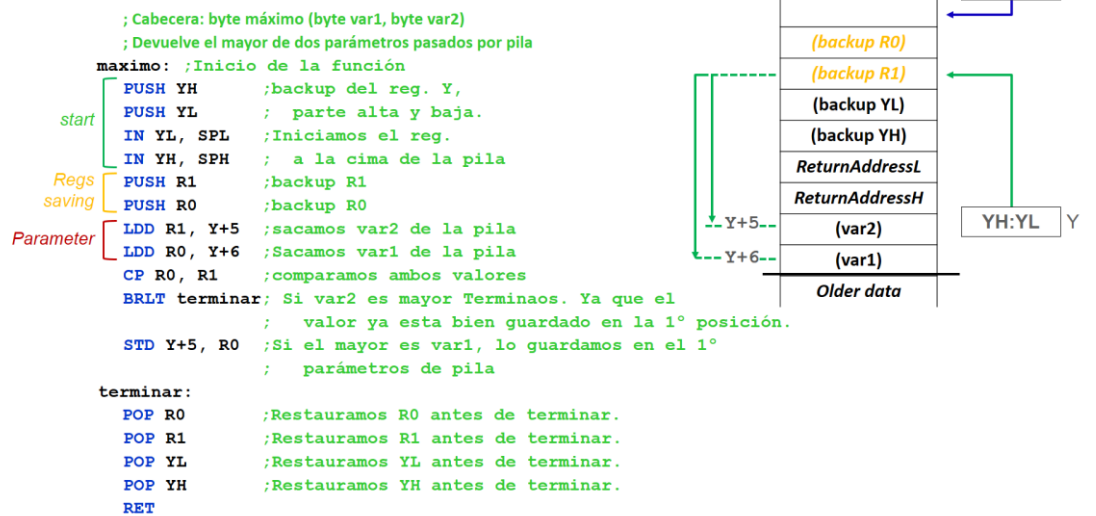 ; Cabecera: byte máximo (byte var1, byte var2)
; Devuelve el mayor de dos parámetros pasados por pila
maximo: ;Inicio de la función
start
PUSH YH ;backup del reg. Y,
PUSH YL ; parte alta y baja.
IN YL, SPL ;Iniciamos el reg.
IN YH, SPH ; a la cima de la pila
Regs
saving
PUSH R1 ;backup R1
PUSH R0 ;backup R0
Parameter
LDD R1, Y+5 ;sacamos var2 de la pila
LDD R0, Y+6 ;Sacamos var1 de la pila
CP R0, R1 ;comparamos ambos valores
BRLT terminar; Si var2 es mayor Terminaos. Ya que el
; valor ya esta bien guardado en la 1º posición.
STD Y+5, R0 ;Si el mayor es var1, lo guardamos en el 1º
; parámetros de pila
terminar:
POP R0 ;Restauramos R0 antes de terminar.
POP R1 ;Restauramos R1 antes de terminar.
POP YL ;Restauramos YL antes de terminar.
POP YH ;Restauramos YH antes de terminar.
RET
(backup R0)
(backup R1)
(backup YL)
(backup YH)
ReturnAddressL
ReturnAddressH
Y+5 (var2)
Y+6 (var1)
Older data
YH:YL Y